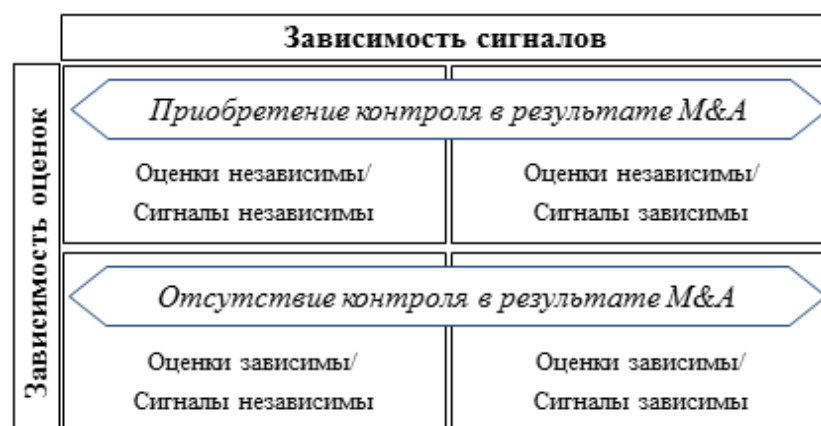 Зависимость сигналов
Зависимость оценок
Приобретение контроля в результате M&A
Оценки независимы/
Сигналы независимы
Оценки независимы/
Сигналы зависимы
Отсутствие контроля в результате M&A
Оценки зависимы/
Сигналы независимы
Оценки зависимы/
Сигналы зависимы